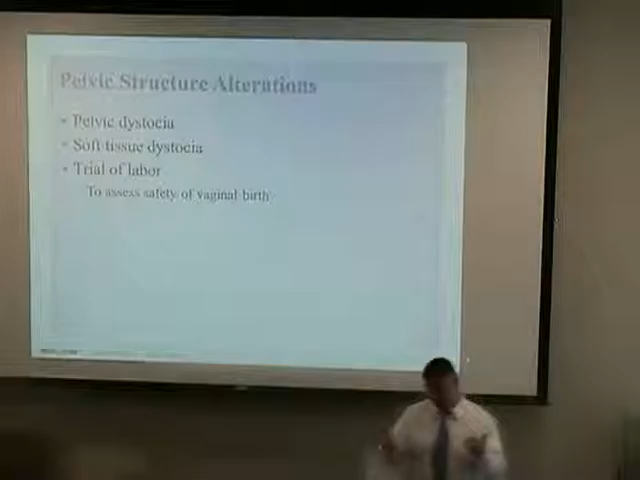 Pelvic Structure Alterations
Pelvic dystocia
Soft tissue dystocia
Trial of labor
To assess safety of vaginal birth